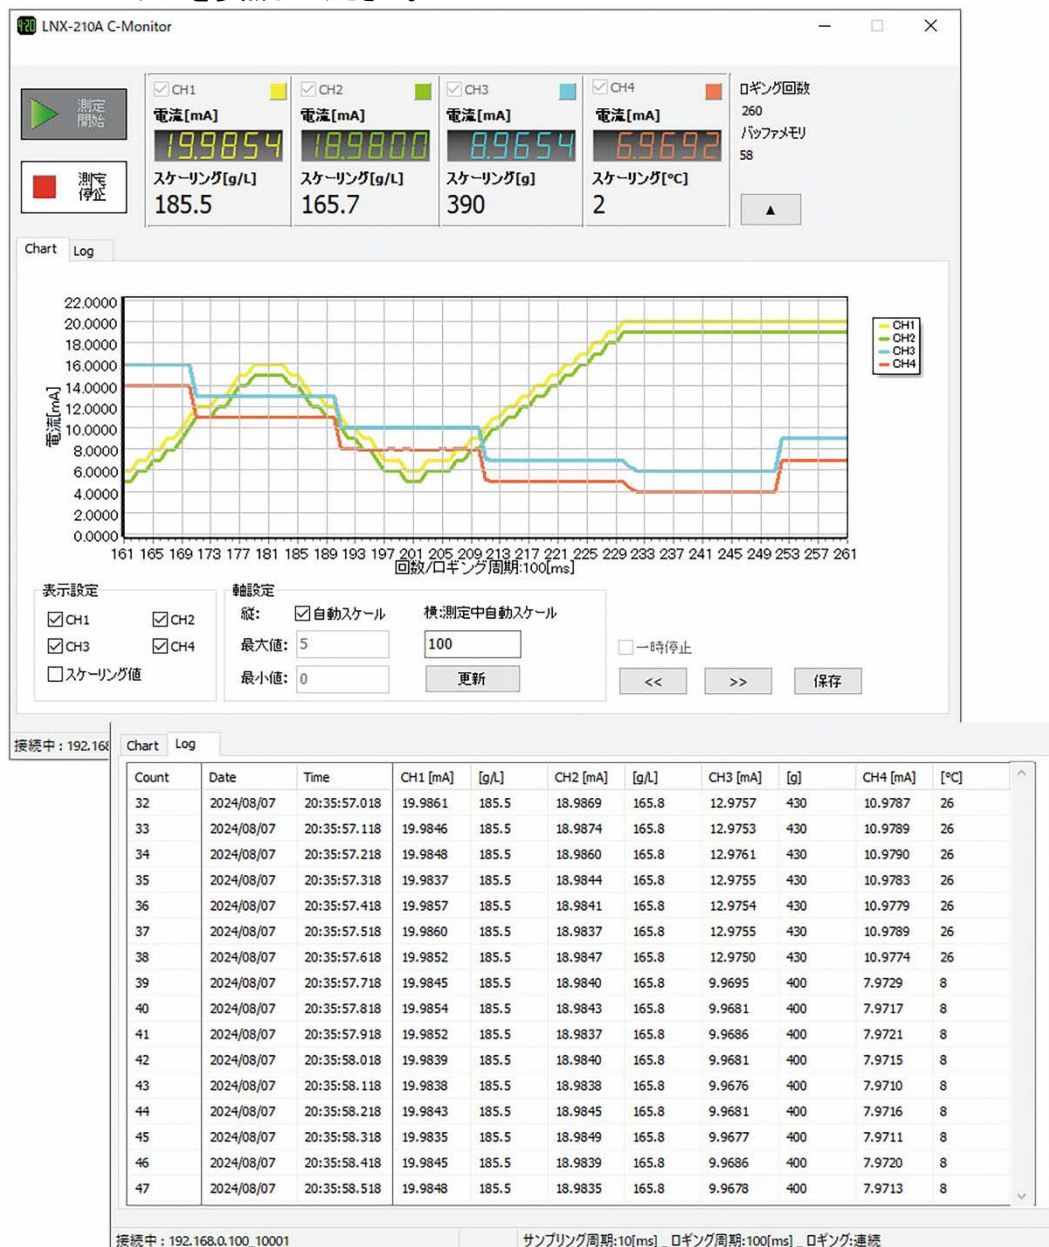 LNX-210A C-Monitor
測定開始
測定停止
CH1
電流[mA]
19.9854
スケーリング[g/L]
185.5
CH2
電流[mA]
18.9800
スケーリング[g/L]
165.7
CH3
電流[mA]
8.9654
スケーリング[g]
390
CH4
電流[mA]
6.9692
スケーリング[℃]
2
ロギング回数
260
バッファメモリ
58
▲
Chart Log
22.0000
20.0000
18.0000
16.0000
14.0000
12.0000
10.0000
8.0000
6.0000
4.0000
2.0000
0.0000
電流[mA]
CH1
CH2
CH3
CH4
161 165 169 173 177 181 185 189 193 197 201 205 209 213 217 221 225 229 233 237 241 245 249 253 257 261
回数/ロギング周期:100[ms]
表示設定
CH1 CH2
CH3 CH4
スケーリング値
軸設定
縦: 自動スケール
最大値: 5
最小値: 0
横:測定中自動スケール
100
更新
一時停止
<< >> 保存
接続中 : 192.168
Chart Log
Count Date Time CH1 [mA] [g/L] CH2 [mA] [g/L] CH3 [mA] [g] CH4 [mA] [℃]
32 2024/08/07 20:35:57.018 19.9861 185.5 18.9869 165.8 12.9757 430 10.9787 26
33 2024/08/07 20:35:57.118 19.9846 185.5 18.9874 165.8 12.9753 430 10.9789 26
34 2024/08/07 20:35:57.218 19.9848 185.5 18.9860 165.8 12.9761 430 10.9790 26
35 2024/08/07 20:35:57.318 19.9837 185.5 18.9844 165.8 12.9755 430 10.9783 26
36 2024/08/07 20:35:57.418 19.9857 185.5 18.9841 165.8 12.9754 430 10.9779 26
37 2024/08/07 20:35:57.518 19.9860 185.5 18.9837 165.8 12.9755 430 10.9789 26
38 2024/08/07 20:35:57.618 19.9852 185.5 18.9847 165.8 12.9750 430 10.9774 26
39 2024/08/07 20:35:57.718 19.9845 185.5 18.9840 165.8 9.9695 400 7.9729 8
40 2024/08/07 20:35:57.818 19.9854 185.5 18.9843 165.8 9.9681 400 7.9717 8
41 2024/08/07 20:35:57.918 19.9852 185.5 18.9837 165.8 9.9686 400 7.9721 8
42 2024/08/07 20:35:58.018 19.9839 185.5 18.9840 165.8 9.9681 400 7.9715 8
43 2024/08/07 20:35:58.118 19.9838 185.5 18.9838 165.8 9.9676 400 7.9710 8
44 2024/08/07 20:35:58.218 19.9843 185.5 18.9845 165.8 9.9681 400 7.9716 8
45 2024/08/07 20:35:58.318 19.9835 185.5 18.9849 165.8 9.9677 400 7.9711 8
46 2024/08/07 20:35:58.418 19.9845 185.5 18.9839 165.8 9.9686 400 7.9720 8
47 2024/08/07 20:35:58.518 19.9848 185.5 18.9835 165.8 9.9678 400 7.9713 8
接続中 : 192.168.0.100_10001 サンプリング周期:10[ms] _ ロギング周期:100[ms] _ ロギング:連続